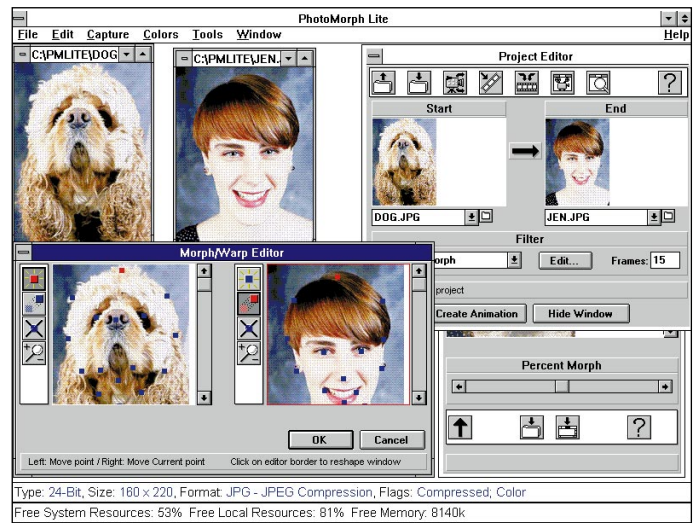 PhotoMorph Lite
File Edit Capture Colors Tools Window Help
C:\PMLITE\DOG
C:\PMLITE\JEN.
Project Editor
?
Start End
DOG.JPG JEN.JPG
Filter
orph Edit... Frames: 15
project
Create Animation Hide Window
Morph/Warp Editor
OK Cancel
Left: Move point / Right: Move Current point Click on editor border to reshape window
Percent Morph
?
Type: 24-Bit, Size: 160 x 220, Format: JPG - JPEG Compression, Flags: Compressed; Color
Free System Resources: 53% Free Local Resources: 81% Free Memory: 8140k